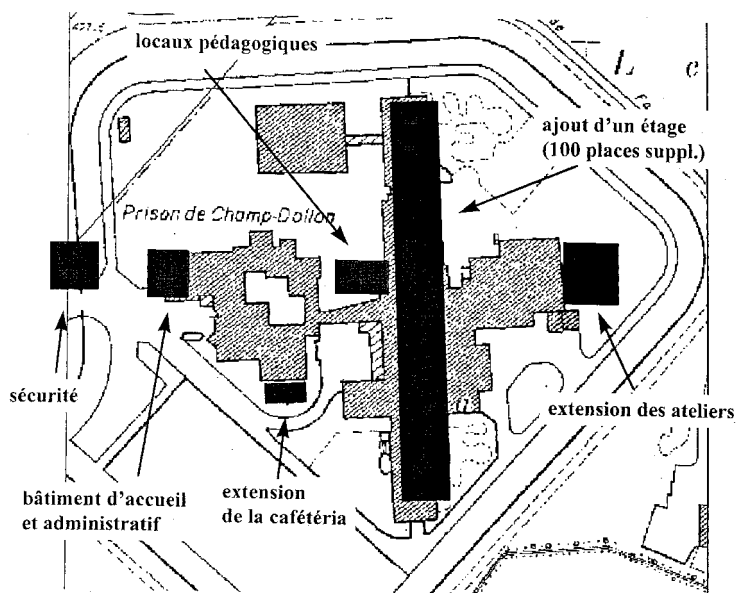 locaux pédagogiques
ajout d'un étage
(100 places suppl.)
Prison de Champ-Dollon
sécurité
extension des ateliers
bâtiment d'accueil
et administratif
extension
de la cafétéria